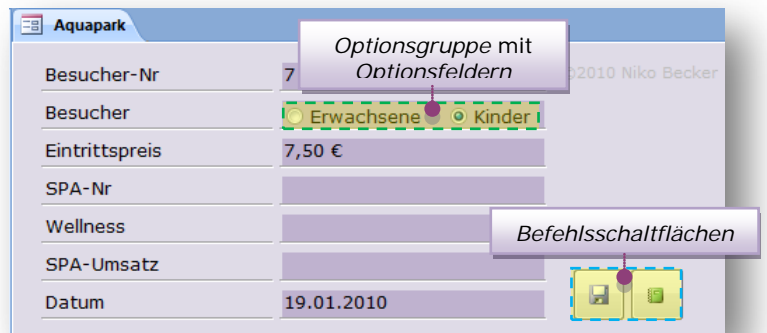 Aquapark
Optionsgruppe mit
Optionsfeldern
Besucher-Nr 7
©2010 Niko Becker
Besucher Erwachsene Kinder
Eintrittspreis 7,50 €
SPA-Nr
Wellness
Befehlsschaltflächen
SPA-Umsatz
Datum 19.01.2010